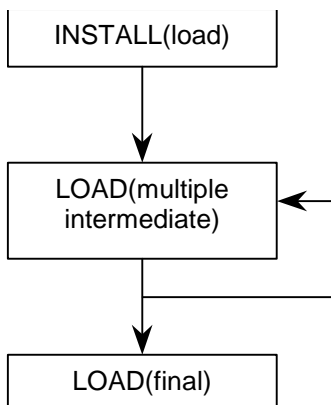 INSTALL(load)
LOAD(multiple
intermediate)
LOAD(final)